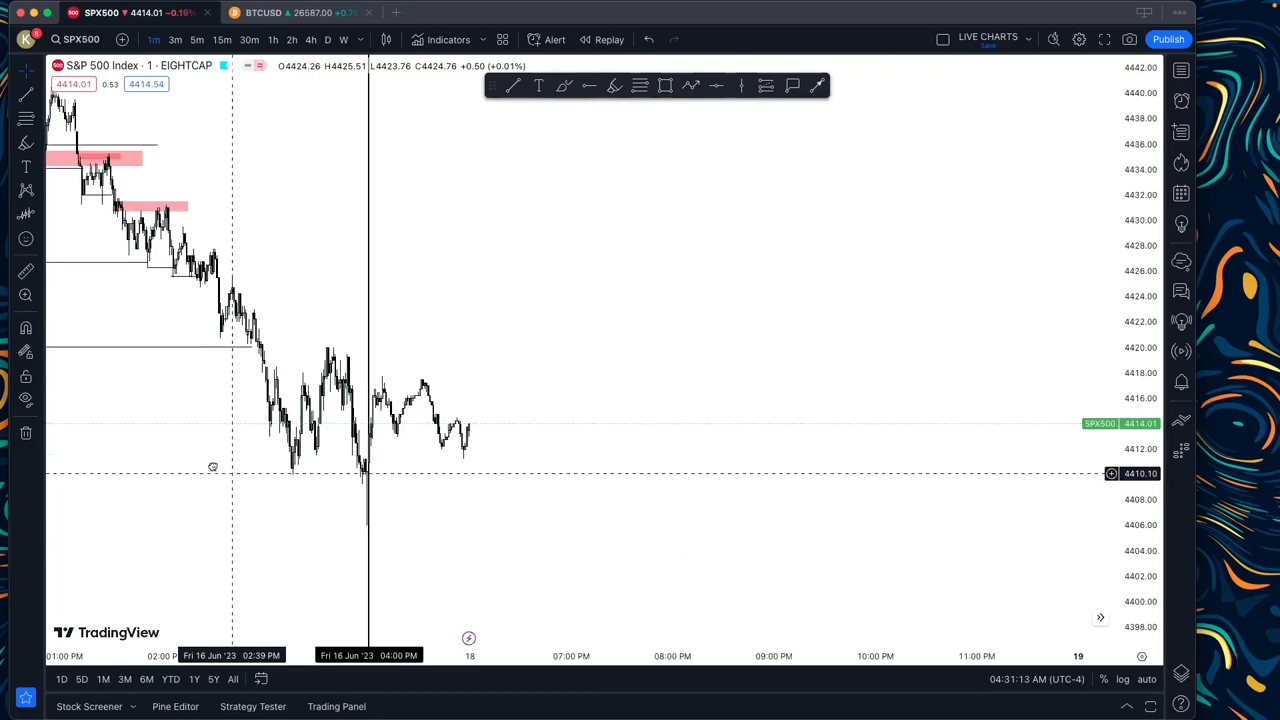 SPX500 ▼ 4414.01 −0.19% ×
BTCUSD ▲ 26587.00 × +
K 6 SPX500 1m 3m 5m 15m 30m 1h 2h 4h D W Indicators Alert Replay LIVE CHARTS Save Publish
S&P 500 Index · 1 · EIGHTCAP O4424.26 H4425.51 L4423.76 C4424.76 +0.50 (+0.01%)
4414.01 0.53 4414.54
T
T
4442.00
4440.00
4438.00
4436.00
4434.00
4432.00
4430.00
4428.00
4426.00
4424.00
4422.00
4420.00
4418.00
4416.00
SPX500 4414.01
4412.00
4410.10
4408.00
4406.00
4404.00
4402.00
4400.00
4398.00
TradingView
01:00 PM 02:00 P Fri 16 Jun '23 02:39 PM Fri 16 Jun '23 04:00 PM 18 07:00 PM 08:00 PM 09:00 PM 10:00 PM 11:00 PM 19
1D 5D 1M 3M 6M YTD 1Y 5Y All 04:31:13 AM (UTC-4) % log auto
Stock Screener Pine Editor Strategy Tester Trading Panel